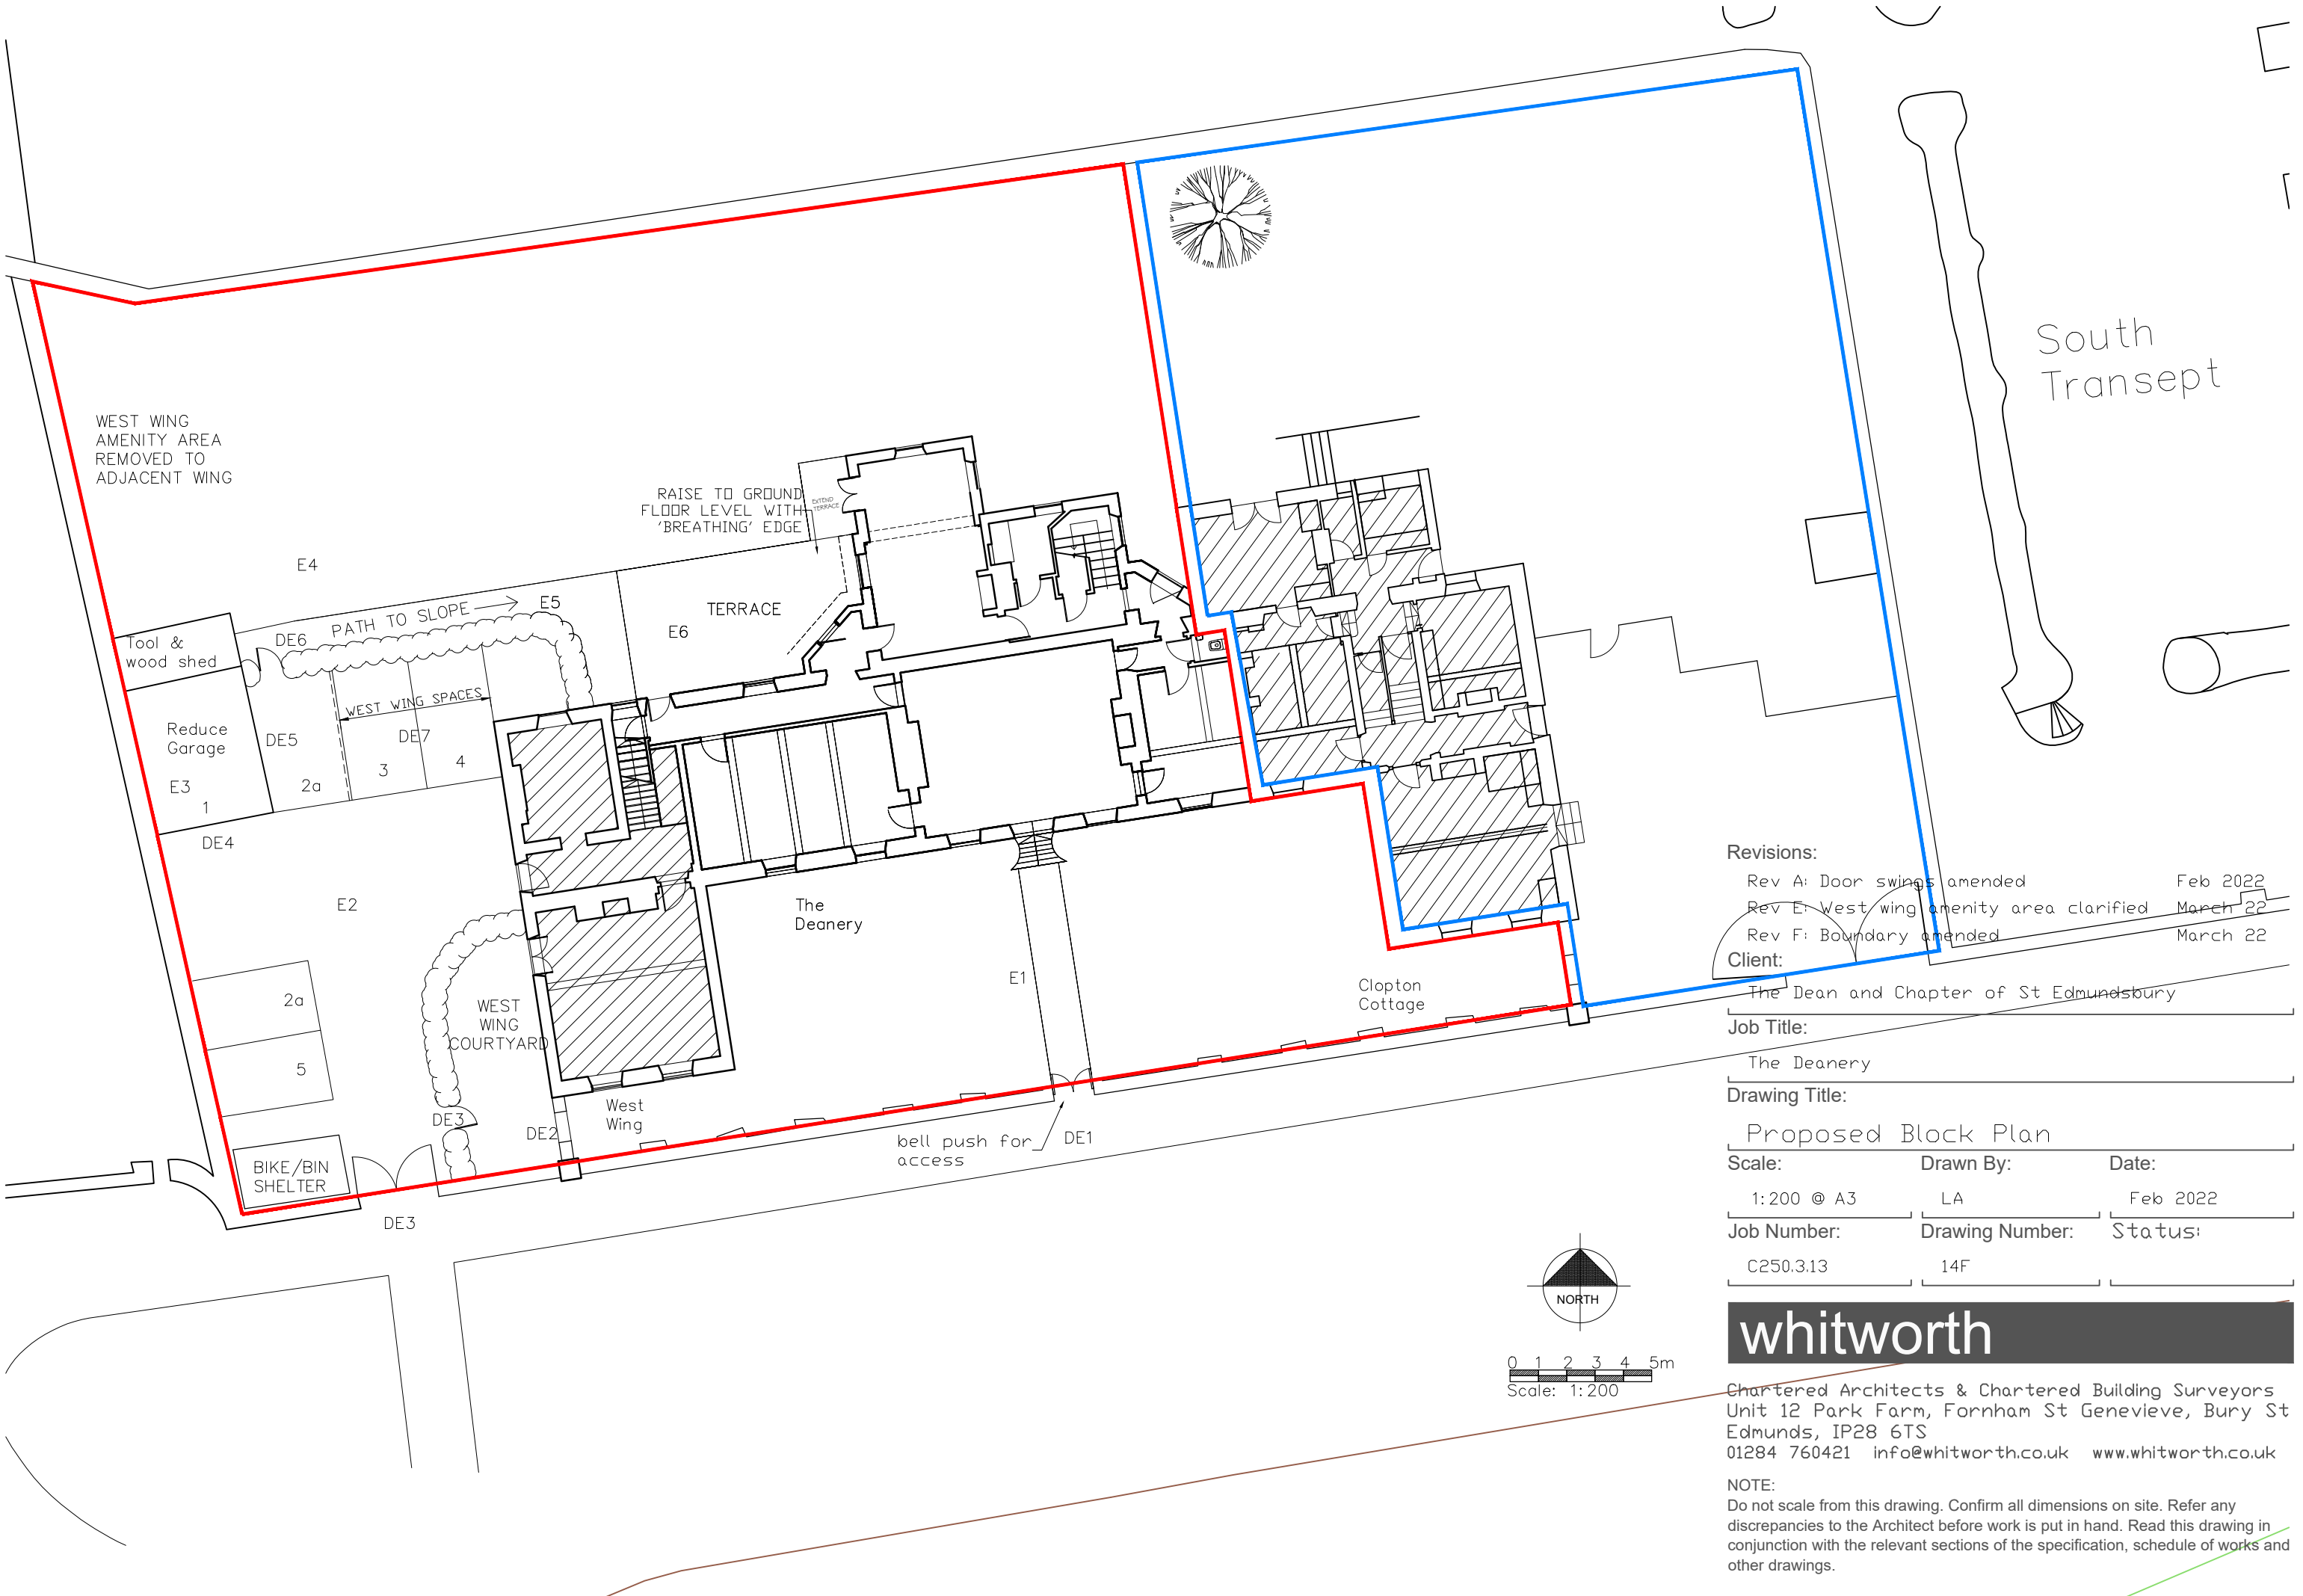 South
Transept
WEST WING
AMENITY AREA
REMOVED TO
ADJACENT WING
RAISE TO GROUND
FLOOR LEVEL WITH
'BREATHING' EDGE
EXTEND
TERRACE
E4
PATH TO SLOPE
E5
TERRACE
E6
DE6
Tool &
wood shed
WEST WING SPACES
Reduce
Garage
DE5
DE7
E3
1
2a
3
4
DE4
E2
The
Deanery
E1
Clopton
Cottage
2a
5
WEST
WING
COURTYARD
DE3
DE2
West
Wing
bell push for
access
DE1
BIKE/BIN
SHELTER
DE3
NORTH
0 1 2 3 4 5m
Scale: 1:200
Revisions:
Rev A: Door swings amended Feb 2022
Rev E: West wing amenity area clarified March 22
Rev F: Boundary amended March 22
Client:
The Dean and Chapter of St Edmundsbury
Job Title:
The Deanery
Drawing Title:
Proposed Block Plan
Scale: Drawn By: Date:
1:200 @ A3 LA Feb 2022
Job Number: Drawing Number: Status:
C250.3.13 14F
whitworth
Chartered Architects & Chartered Building Surveyors
Unit 12 Park Farm, Fornham St Genevieve, Bury St
Edmunds, IP28 6TS
01284 760421 info@whitworth.co.uk www.whitworth.co.uk
NOTE:
Do not scale from this drawing. Confirm all dimensions on site. Refer any
discrepancies to the Architect before work is put in hand. Read this drawing in
conjunction with the relevant sections of the specification, schedule of works and
other drawings.